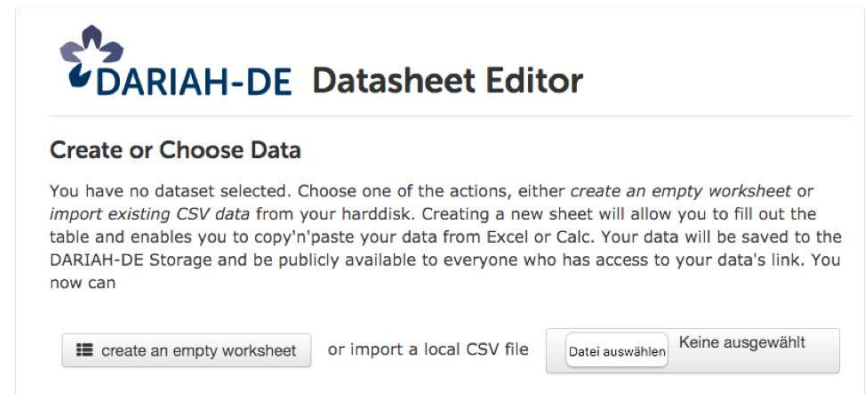 DARIAH-DE Datasheet Editor
Create or Choose Data
You have no dataset selected. Choose one of the actions, either create an empty worksheet or
import existing CSV data from your harddisk. Creating a new sheet will allow you to fill out the
table and enables you to copy'n'paste your data from Excel or Calc. Your data will be saved to the
DARIAH-DE Storage and be publicly available to everyone who has access to your data's link. You
now can
create an empty worksheet or import a local CSV file Datei auswählen Keine ausgewählt